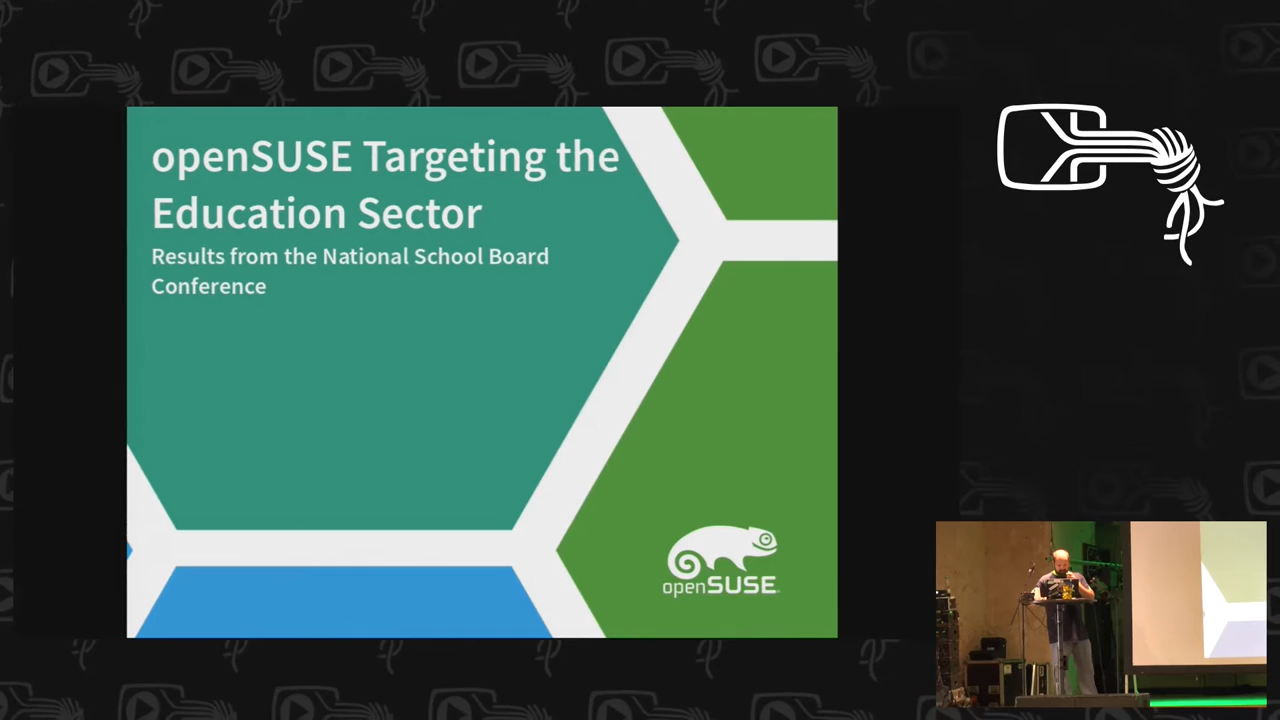 openSUSE Targeting the
Education Sector
Results from the National School Board
Conference
openSUSE